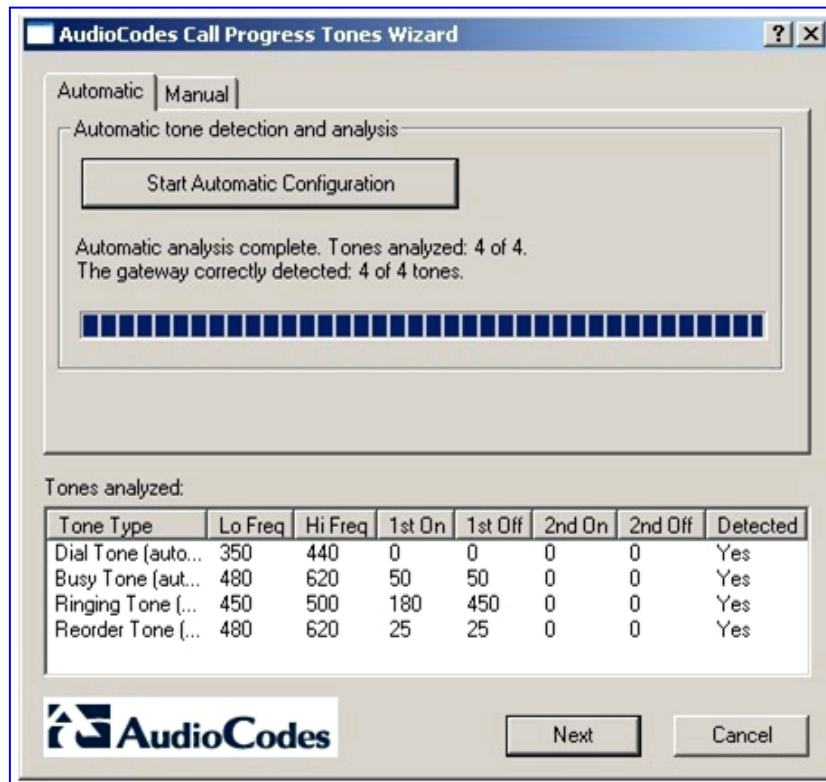 AudioCodes Call Progress Tones Wizard
Automatic Manual
Automatic tone detection and analysis
Start Automatic Configuration
Automatic analysis complete. Tones analyzed: 4 of 4.
The gateway correctly detected: 4 of 4 tones.
Tones analyzed:
Tone Type Lo Freq Hi Freq 1st On 1st Off 2nd On 2nd Off Detected
Dial Tone (auto... 350 440 0 0 0 0 Yes
Busy Tone (aut... 480 620 50 50 0 0 Yes
Ringing Tone (... 450 500 180 450 0 0 Yes
Reorder Tone (... 480 620 25 25 0 0 Yes
AudioCodes
Next Cancel